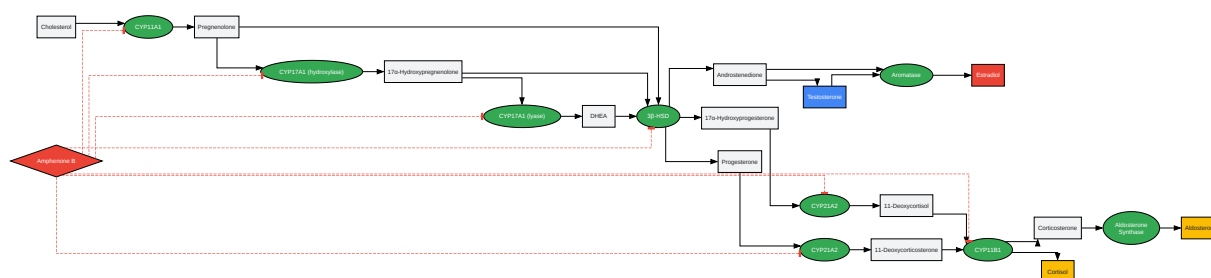 Cholesterol
CYP11A1
Pregnenolone
CYP17A1 (hydroxylase)
17α-Hydroxypregnenolone
Androstenedione
Aromatase
Estradiol
Testosterone
CYP17A1 (lyase)
DHEA
3β-HSD
17α-Hydroxyprogesterone
Amphenone B
Progesterone
CYP21A2
11-Deoxycortisol
Corticosterone
Aldosterone
Synthase
Aldostero
CYP21A2
11-Deoxycorticosterone
CYP11B1
Cortisol